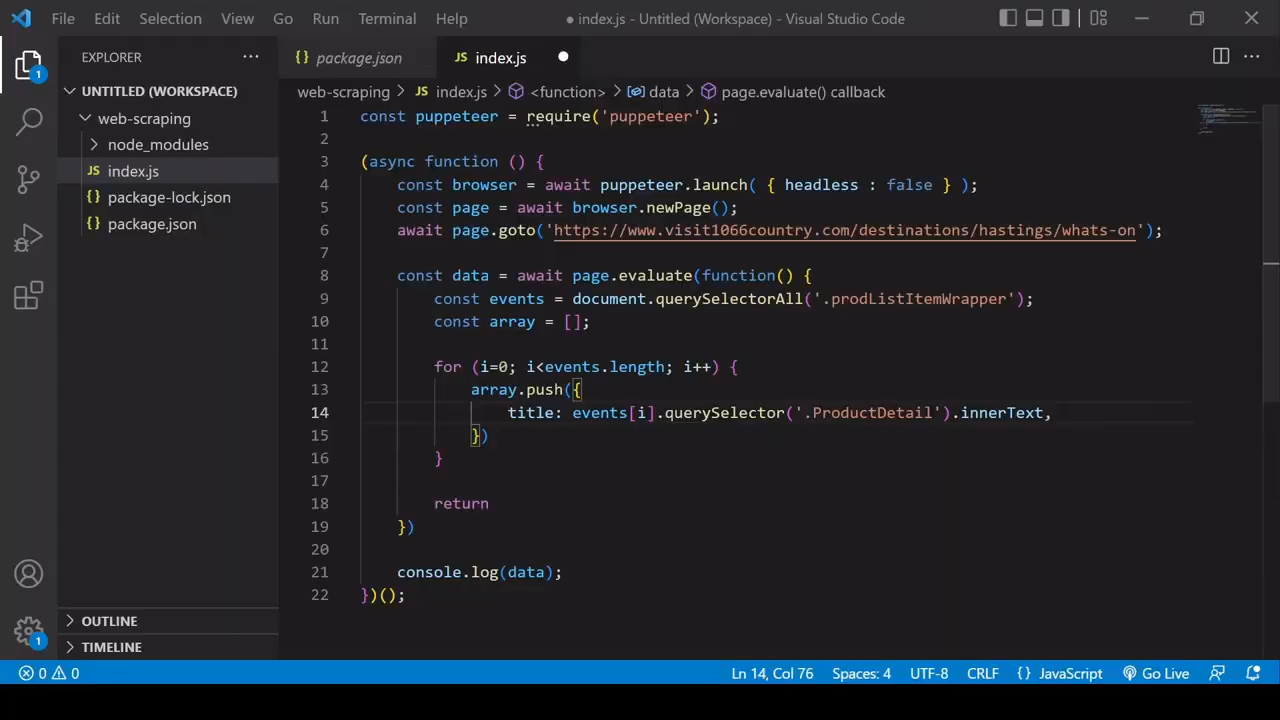 File Edit Selection View Go Run Terminal Help
● index.js - Untitled (Workspace) - Visual Studio Code
EXPLORER ...
UNTITLED (WORKSPACE)
web-scraping
node_modules
JS index.js
{} package-lock.json
{} package.json
OUTLINE
TIMELINE
1
1
{} package.json
JS index.js ●
web-scraping > JS index.js > <function> > data > page.evaluate() callback
1 const puppeteer = require('puppeteer');
2
3 (async function () {
4 const browser = await puppeteer.launch( { headless : false } );
5 const page = await browser.newPage();
6 await page.goto('https://www.visit1066country.com/destinations/hastings/whats-on');
7
8 const data = await page.evaluate(function() {
9 const events = document.querySelectorAll('.prodListItemWrapper');
10 const array = [];
11
12 for (i=0; i<events.length; i++) {
13 array.push({
14 title: events[i].querySelector('.ProductDetail').innerText,
15 })
16 }
17
18 return
19 })
20
21 console.log(data);
22 })();
0 0
Ln 14, Col 76 Spaces: 4 UTF-8 CRLF {} JavaScript Go Live